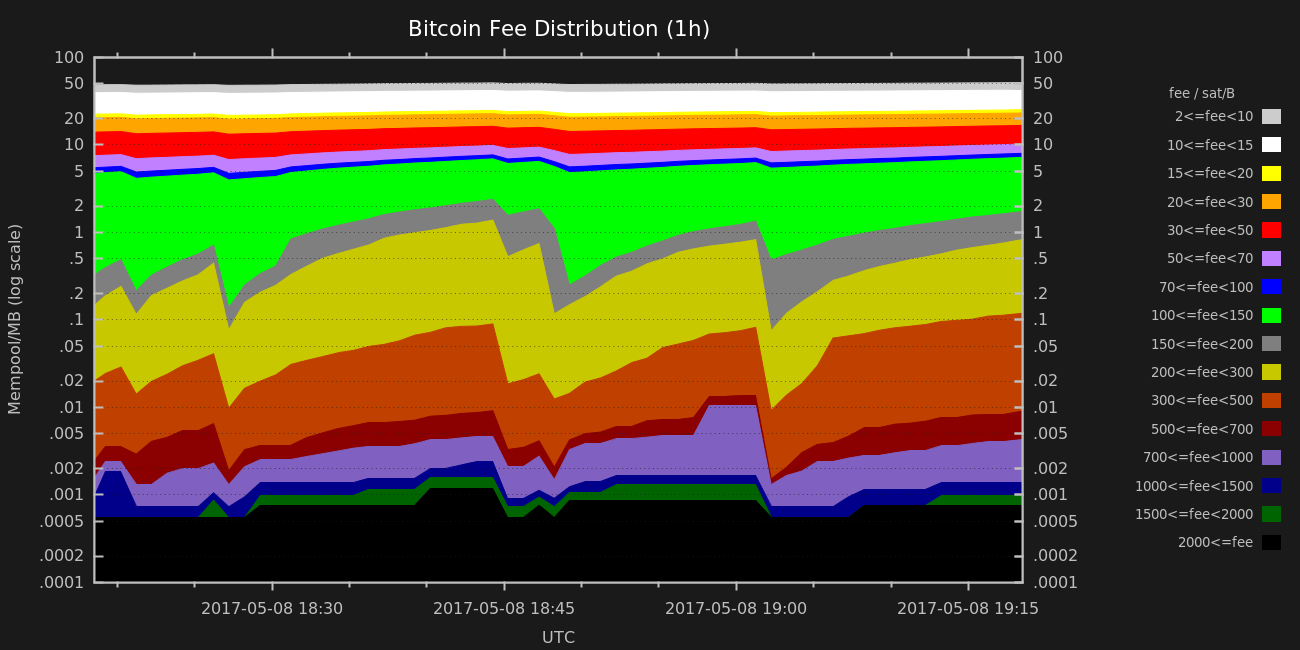 Bitcoin Fee Distribution (1h)
100
50
20
10
5
2
1
.5
.2
.1
.05
.02
.01
.005
.002
.001
.0005
.0002
.0001
Mempool/MB (log scale)
100
50
20
10
5
2
1
.5
.2
.1
.05
.02
.01
.005
.002
.001
.0005
.0002
.0001
fee / sat/B
2<=fee<10
10<=fee<15
15<=fee<20
20<=fee<30
30<=fee<50
50<=fee<70
70<=fee<100
100<=fee<150
150<=fee<200
200<=fee<300
300<=fee<500
500<=fee<700
700<=fee<1000
1000<=fee<1500
1500<=fee<2000
2000<=fee
2017-05-08 18:30 2017-05-08 18:45 2017-05-08 19:00 2017-05-08 19:15
UTC